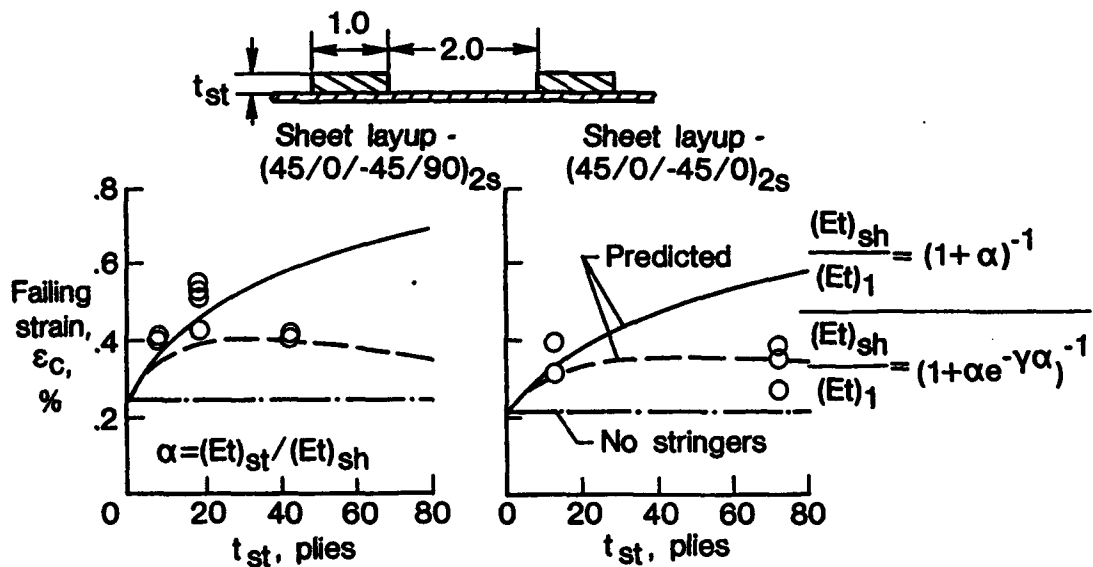 1.0
2.0
t_st
Sheet layup -
(45/0/-45/90)_2s
Sheet layup -
(45/0/-45/0)_2s
.8
.6
.4
.2
0
Failing
strain,
ε_c,
%
α=(Et)_st/(Et)_sh
20
40
60
80
t_st, plies
Predicted
No stringers
0
20
40
60
80
t_st, plies
(Et)_sh/(Et)_1 = (1+ α)^-1
(Et)_sh/(Et)_1 = (1+αe^-γα)^-1